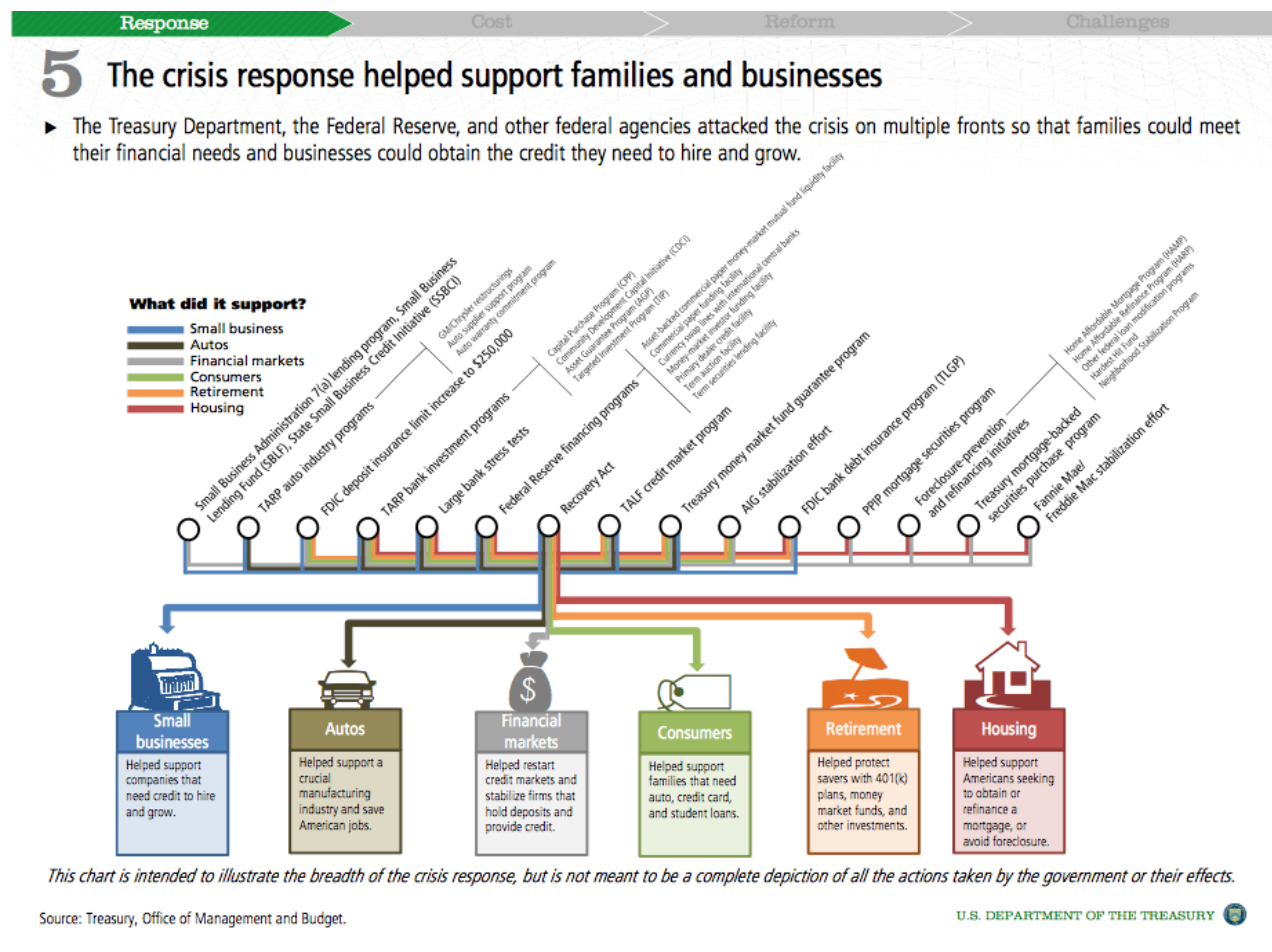 Response
Cost
Reform
Challenges
5 The crisis response helped support families and businesses
► The Treasury Department, the Federal Reserve, and other federal agencies attacked the crisis on multiple fronts so that families could meet
their financial needs and businesses could obtain the credit they need to hire and grow.
What did it support?
Small business
Autos
Financial markets
Consumers
Retirement
Housing
Small Business Administration 7(a) lending program, Small Business
Lending Fund (SBLF), State Small Business Credit Initiative (SSBCI)
TARP auto industry programs
GM/Chrysler restructurings
Auto supplier support program
Auto warranty commitment program
FDIC deposit insurance limit increase to $250,000
TARP bank investment programs
Capital Purchase Program (CPP)
Community Development Capital Initiative (CDCI)
Asset Guarantee Program (AGP)
Targeted Investment Program (TIP)
Large bank stress tests
Federal Reserve financing programs
Asset-backed commercial paper money-market mutual fund liquidity facility
Commercial paper funding facility
Currency swap lines with international central banks
Money-market investor funding facility
Primary dealer credit facility
Term auction facility
Term securities lending facility
Recovery Act
TALF credit market program
Treasury money market fund guarantee program
AIG stabilization effort
FDIC bank debt insurance program (TLGP)
PPIP mortgage securities program
Foreclosure-prevention
and refinancing initiatives
Home Affordable Mortgage Program (HAMP)
Home Affordable Refinance Program (HARP)
Other federal loan modification programs
Hardest Hit Fund
Neighborhood Stabilization Program
Treasury mortgage-backed
securities purchase program
Fannie Mae/
Freddie Mac stabilization effort
$
Small
businesses
Helped support
companies that
need credit to hire
and grow.
Autos
Helped support a
crucial
manufacturing
industry and save
American jobs.
Financial
markets
Helped restart
credit markets and
stabilize firms that
hold deposits and
provide credit.
Consumers
Helped support
families that need
auto, credit card,
and student loans.
Retirement
Helped protect
savers with 401(k)
plans, money
market funds, and
other investments.
Housing
Helped support
Americans seeking
to obtain or
refinance a
mortgage, or
avoid foreclosure.
This chart is intended to illustrate the breadth of the crisis response, but is not meant to be a complete depiction of all the actions taken by the government or their effects.
Source: Treasury, Office of Management and Budget.
U.S. DEPARTMENT OF THE TREASURY